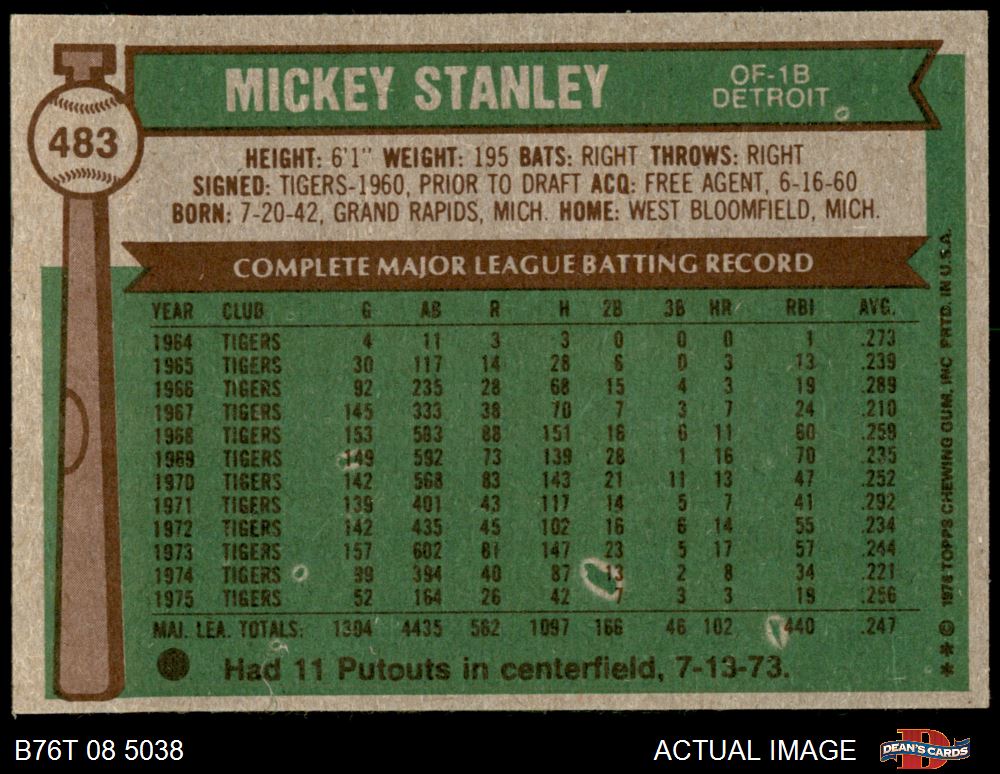 483
MICKEY STANLEY
OF-1B
DETROIT
HEIGHT: 6'1" WEIGHT: 195 BATS: RIGHT THROWS: RIGHT
SIGNED: TIGERS-1960, PRIOR TO DRAFT ACQ: FREE AGENT, 6-16-60
BORN: 7-20-42, GRAND RAPIDS, MICH. HOME: WEST BLOOMFIELD, MICH.
COMPLETE MAJOR LEAGUE BATTING RECORD
YEAR CLUB G AB R H 2B 3B HR RBI AVG.
1964 TIGERS 4 11 3 3 0 0 0 1 .273
1965 TIGERS 30 117 14 28 6 0 3 13 .239
1966 TIGERS 92 235 28 68 15 4 3 19 .289
1967 TIGERS 145 333 38 70 7 3 7 24 .210
1968 TIGERS 153 583 88 151 16 6 11 60 .259
1969 TIGERS 149 592 73 139 28 1 16 70 .235
1970 TIGERS 142 568 83 143 21 11 13 47 .252
1971 TIGERS 139 401 43 117 14 5 7 41 .292
1972 TIGERS 142 435 45 102 16 6 14 55 .234
1973 TIGERS 157 602 81 147 23 5 17 57 .244
1974 TIGERS 99 394 40 87 13 2 8 34 .221
1975 TIGERS 52 164 26 42 7 3 3 19 .256
MAJ. LEA. TOTALS: 1304 4435 562 1097 166 46 102 440 .247
Had 11 Putouts in centerfield, 7-13-73.
* * © 1976 TOPPS CHEWING GUM, INC PRTD. IN U.S.A.
B76T 08 5038
ACTUAL IMAGE
DEAN'S CARDS